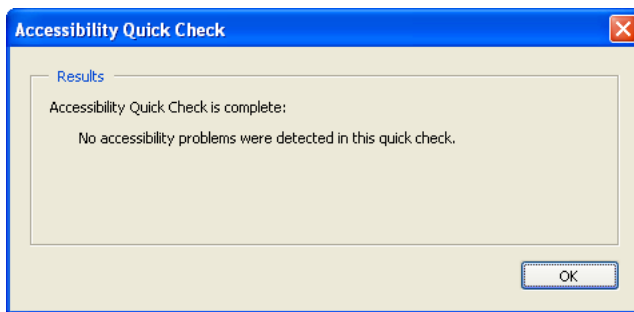 Accessibility Quick Check
Results
Accessibility Quick Check is complete:
No accessibility problems were detected in this quick check.
OK